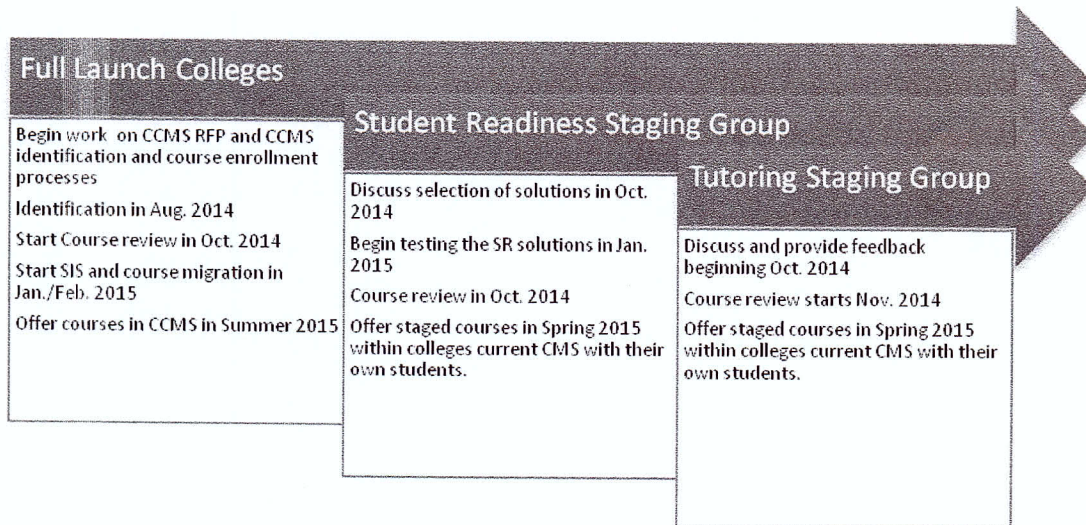 Full Launch Colleges
Begin work on CCMS RFP and CCMS
identification and course enrollment
processes
Identification in Aug. 2014
Start Course review in Oct. 2014
Start SIS and course migration in
Jan./Feb. 2015
Offer courses in CCMS in Summer 2015
Student Readiness Staging Group
Discuss selection of solutions in Oct.
2014
Begin testing the SR solutions in Jan.
2015
Course review in Oct. 2014
Offer staged courses in Spring 2015
within colleges current CMS with their
own students.
Tutoring Staging Group
Discuss and provide feedback
beginning Oct. 2014
Course review starts Nov. 2014
Offer staged courses in Spring 2015
within colleges current CMS with their
own students.